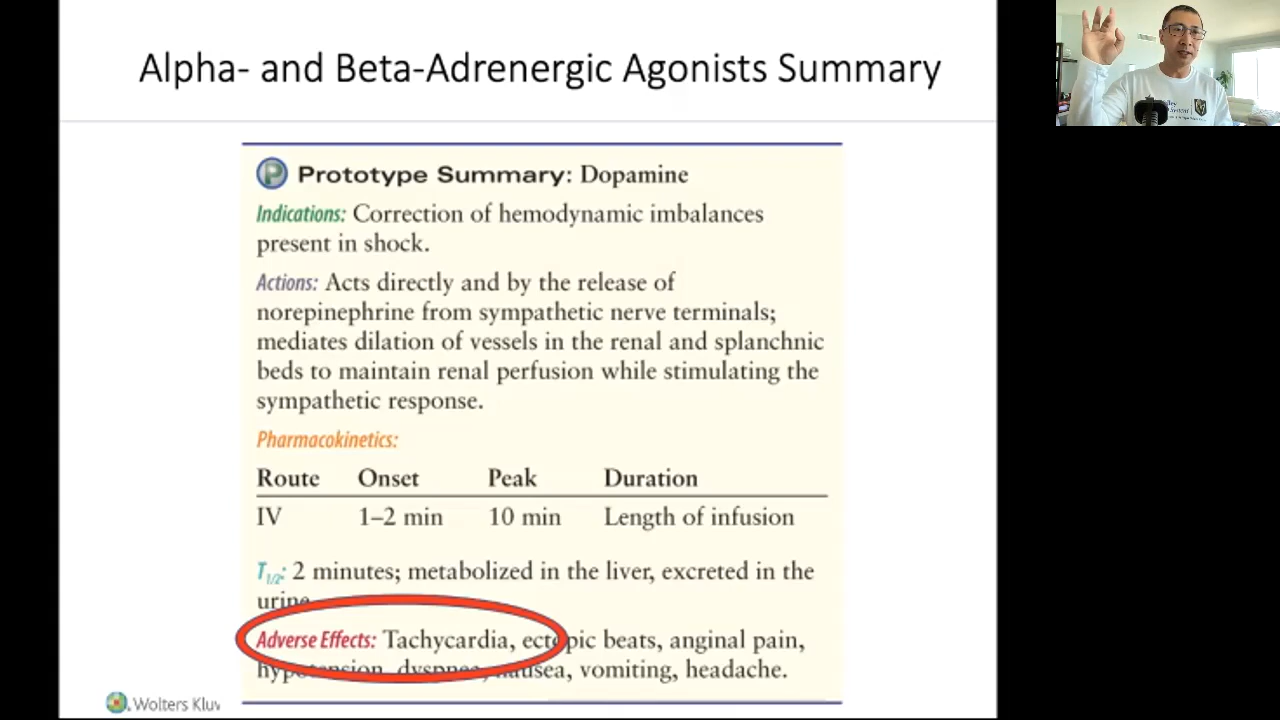 Alpha- and Beta-Adrenergic Agonists Summary
P Prototype Summary: Dopamine
Indications: Correction of hemodynamic imbalances
present in shock.
Actions: Acts directly and by the release of
norepinephrine from sympathetic nerve terminals;
mediates dilation of vessels in the renal and splanchnic
beds to maintain renal perfusion while stimulating the
sympathetic response.
Pharmacokinetics:
Route Onset Peak Duration
IV 1–2 min 10 min Length of infusion
T1/2: 2 minutes; metabolized in the liver, excreted in the
urine
Adverse Effects: Tachycardia, ectopic beats, anginal pain,
hypotension, dyspnea, nausea, vomiting, headache.
Wolters Kluv